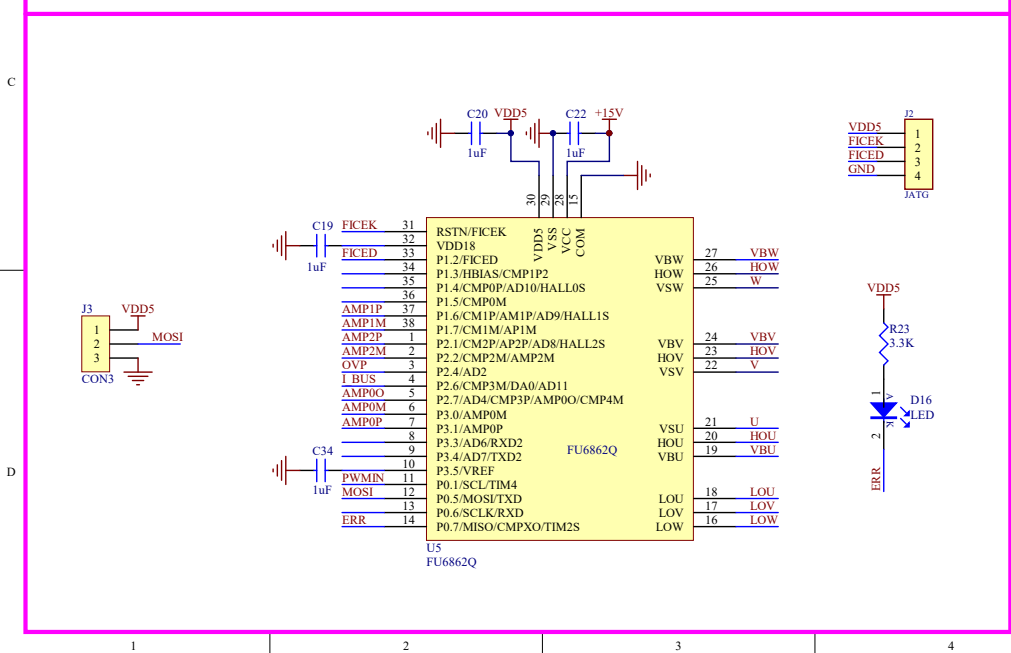 C
C20 VDD5
1uF
C22 +15V
1uF
J2
VDD5 1
FICEK 2
FICED 3
GND 4
JATG
30 29 28 15
VDD5 VSS VCC COM
C19
1uF
FICEK 31 RSTN/FICEK
32 VDD18
FICED 33 P1.2/FICED
34 P1.3/HBIAS/CMP1P2
35 P1.4/CMP0P/AD10/HALL0S
36 P1.5/CMP0M
AMP1P 37 P1.6/CM1P/AM1P/AD9/HALL1S
AMP1M 38 P1.7/CM1M/AP1M
AMP2P 1 P2.1/CM2P/AP2P/AD8/HALL2S
AMP2M 2 P2.2/CMP2M/AMP2M
OVP 3 P2.4/AD2
I_BUS 4 P2.6/CMP3M/DA0/AD11
AMP0O 5 P2.7/AD4/CMP3P/AMP0O/CMP4M
AMP0M 6 P3.0/AMP0M
AMP0P 7 P3.1/AMP0P
8 P3.3/AD6/RXD2
9 P3.4/AD7/TXD2
10 P3.5/VREF
PWMIN 11 P0.1/SCL/TIM4
MOSI 12 P0.5/MOSI/TXD
13 P0.6/SCLK/RXD
ERR 14 P0.7/MISO/CMPXO/TIM2S
C34
1uF
VBW 27 VBW
HOW 26 HOW
VSW 25 W
VBV 24 VBV
HOV 23 HOV
VSV 22 V
VSU 21 U
HOU 20 HOU
VBU 19 VBU
LOU 18 LOU
LOV 17 LOV
LOW 16 LOW
FU6862Q
U5
FU6862Q
J3
VDD5
1
2 MOSI
3
CON3
VDD5
R23
3.3K
1 A
D16
LED
2 K
ERR
D
1 2 3 4